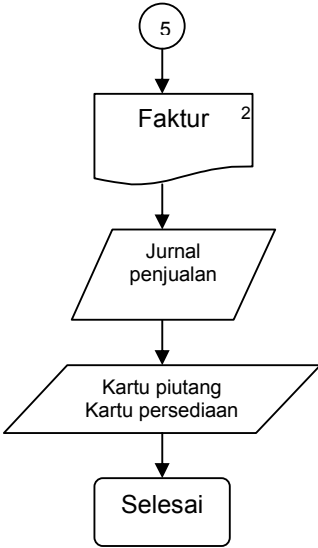 5
Faktur 2
Jurnal
penjualan
Kartu piutang
Kartu persediaan
Selesai